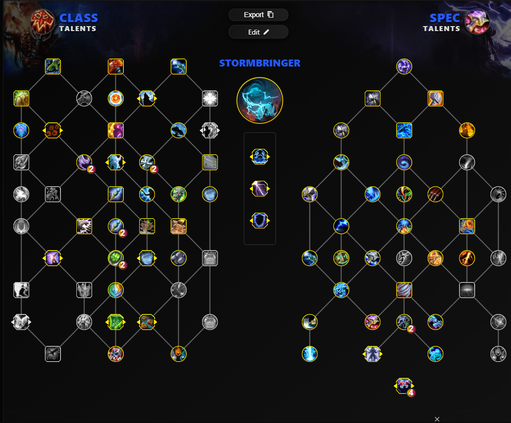 Export
CLASS
TALENTS
SPEC
TALENTS
Edit
STORMBRINGER
2
2
2
2
2
4